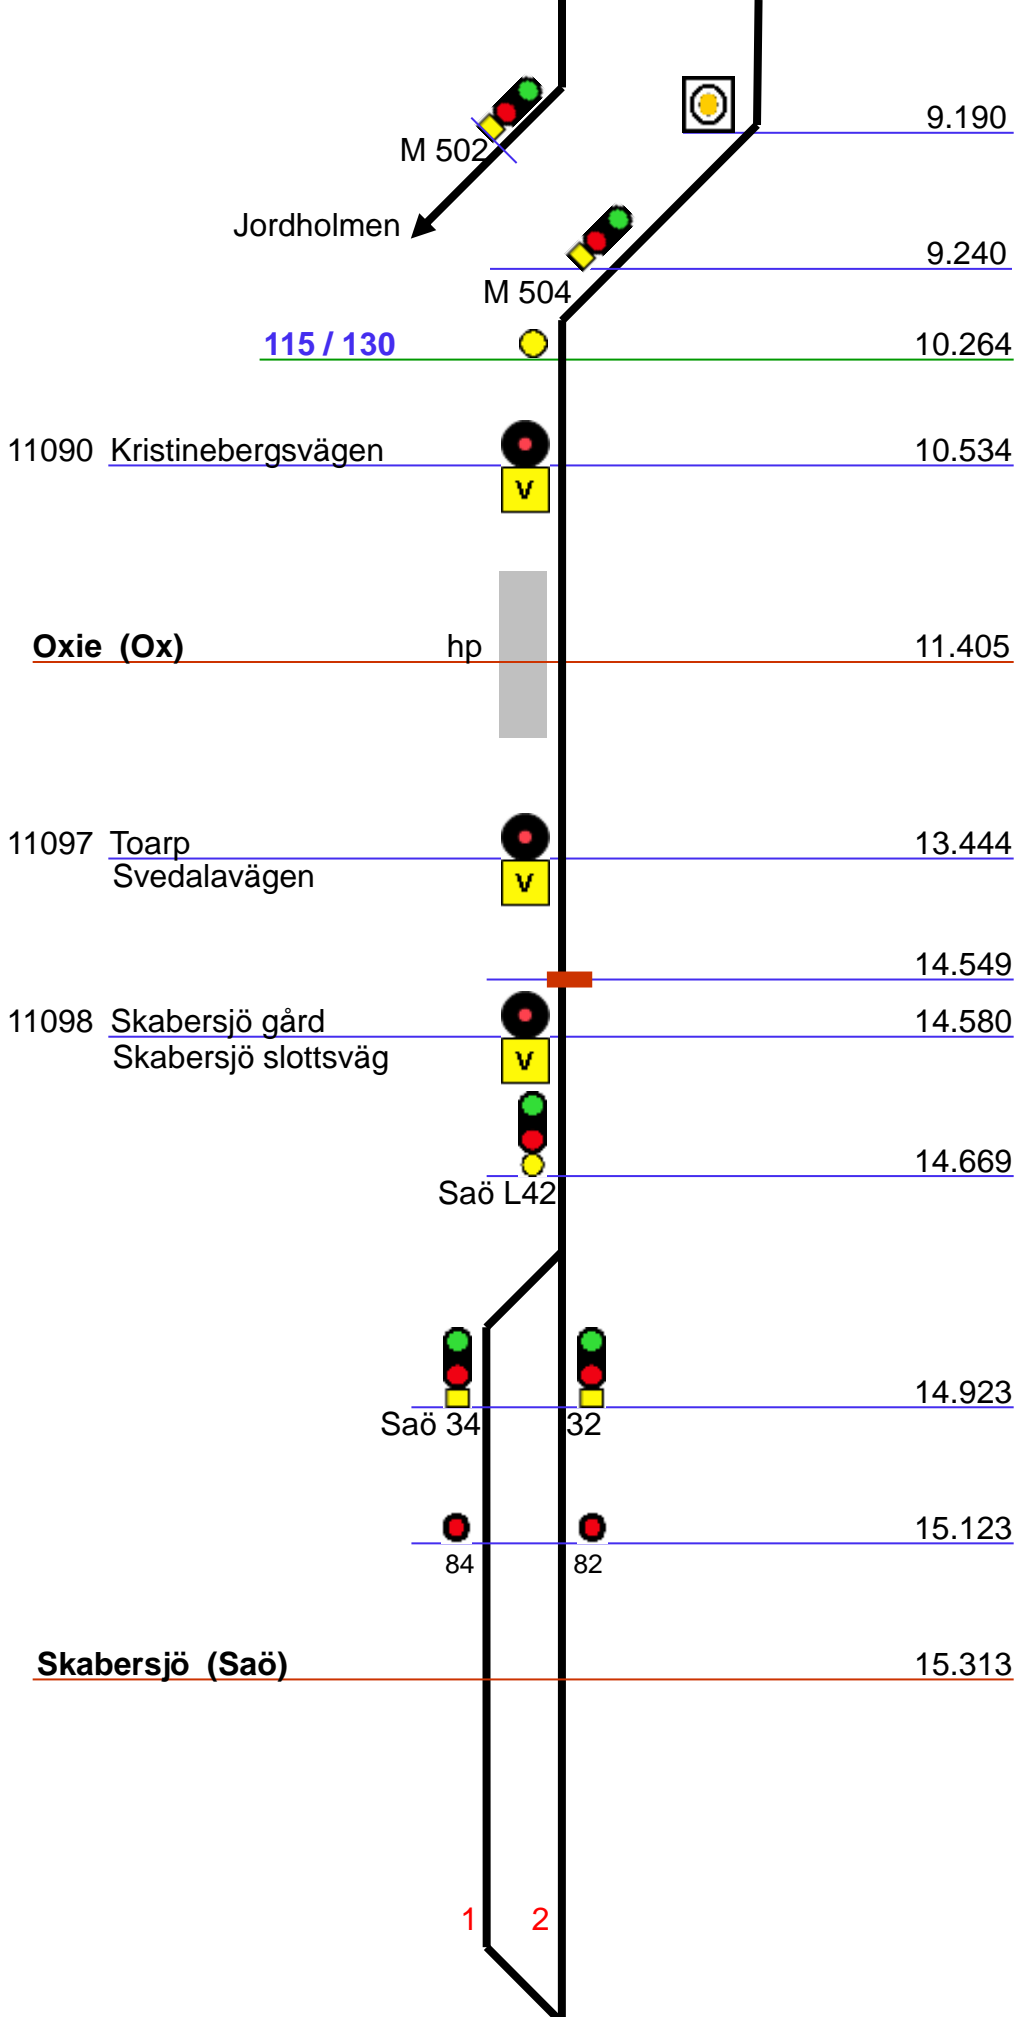 9.190
M 502
Jordholmen
9.240
M 504
115 / 130 10.264
11090 Kristinebergsvägen 10.534
V
Oxie (Ox) hp 11.405
11097 Toarp 13.444
Svedalavägen V
14.549
11098 Skabersjö gård 14.580
Skabersjö slottsväg V
14.669
Saö L42
14.923
Saö 34 32
15.123
84 82
Skabersjö (Saö) 15.313
1 2